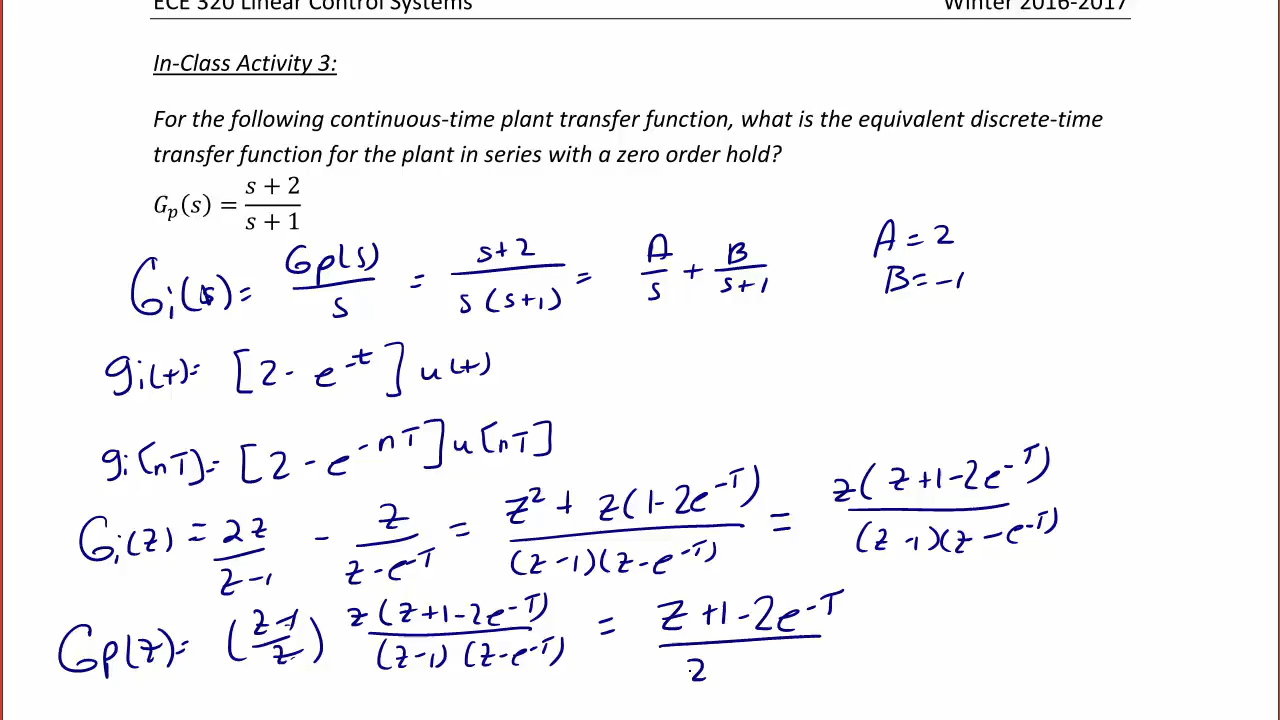 ECE 320 Linear Control Systems Winter 2016-2017
In-Class Activity 3:
For the following continuous-time plant transfer function, what is the equivalent discrete-time
transfer function for the plant in series with a zero order hold?
G_p(s) = (s + 2)/(s + 1)
Gi(s) = Gp(s)/s = (s+2)/(s(s+1)) = A/s + B/(s+1) A = 2
B = -1
gi(t) = [2 - e^-t] u(t)
gi[nT] = [2 - e^-nT] u[nT]
Gi(z) = 2z/(z-1) - z/(z-e^-T) = (z^2 + z(1-2e^-T))/((z-1)(z-e^-T)) = z(z+1-2e^-T)/((z-1)(z-e^-T))
Gp(z) = ((z-1)/z) z(z+1-2e^-T)/((z-1)(z-e^-T)) = (z+1-2e^-T)/z